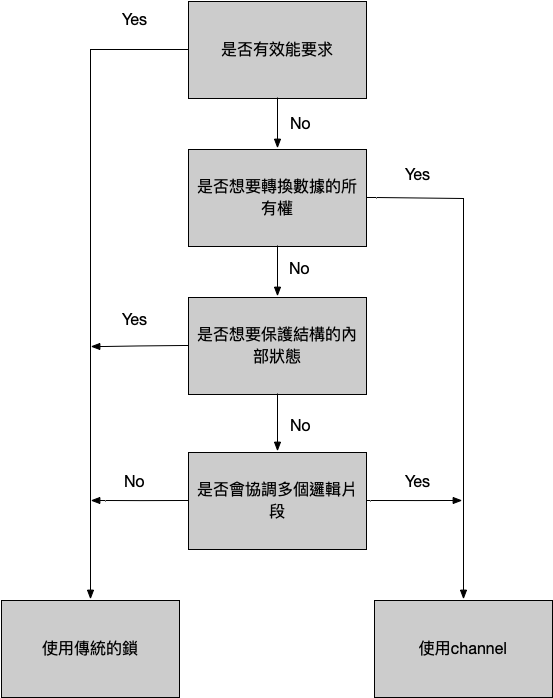 Yes
是否有效能要求
No
是否想要轉換數據的所
有權
Yes
No
是否想要保護結構的內
部狀態
Yes
No
是否會協調多個邏輯片
段
No
Yes
使用傳統的鎖
使用channel